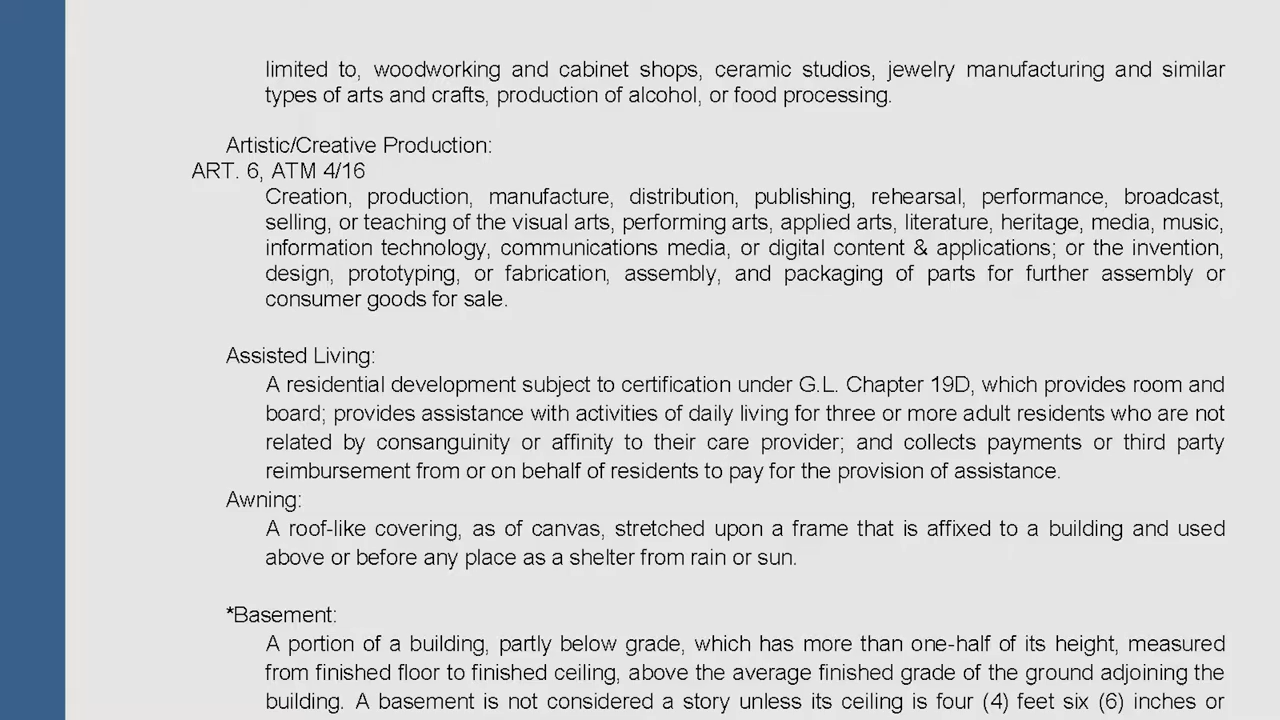 limited to, woodworking and cabinet shops, ceramic studios, jewelry manufacturing and similar
types of arts and crafts, production of alcohol, or food processing.
Artistic/Creative Production:
ART. 6, ATM 4/16
Creation, production, manufacture, distribution, publishing, rehearsal, performance, broadcast,
selling, or teaching of the visual arts, performing arts, applied arts, literature, heritage, media, music,
information technology, communications media, or digital content & applications; or the invention,
design, prototyping, or fabrication, assembly, and packaging of parts for further assembly or
consumer goods for sale.
Assisted Living:
A residential development subject to certification under G.L. Chapter 19D, which provides room and
board; provides assistance with activities of daily living for three or more adult residents who are not
related by consanguinity or affinity to their care provider; and collects payments or third party
reimbursement from or on behalf of residents to pay for the provision of assistance.
Awning:
A roof-like covering, as of canvas, stretched upon a frame that is affixed to a building and used
above or before any place as a shelter from rain or sun.
*Basement:
A portion of a building, partly below grade, which has more than one-half of its height, measured
from finished floor to finished ceiling, above the average finished grade of the ground adjoining the
building. A basement is not considered a story unless its ceiling is four (4) feet six (6) inches or